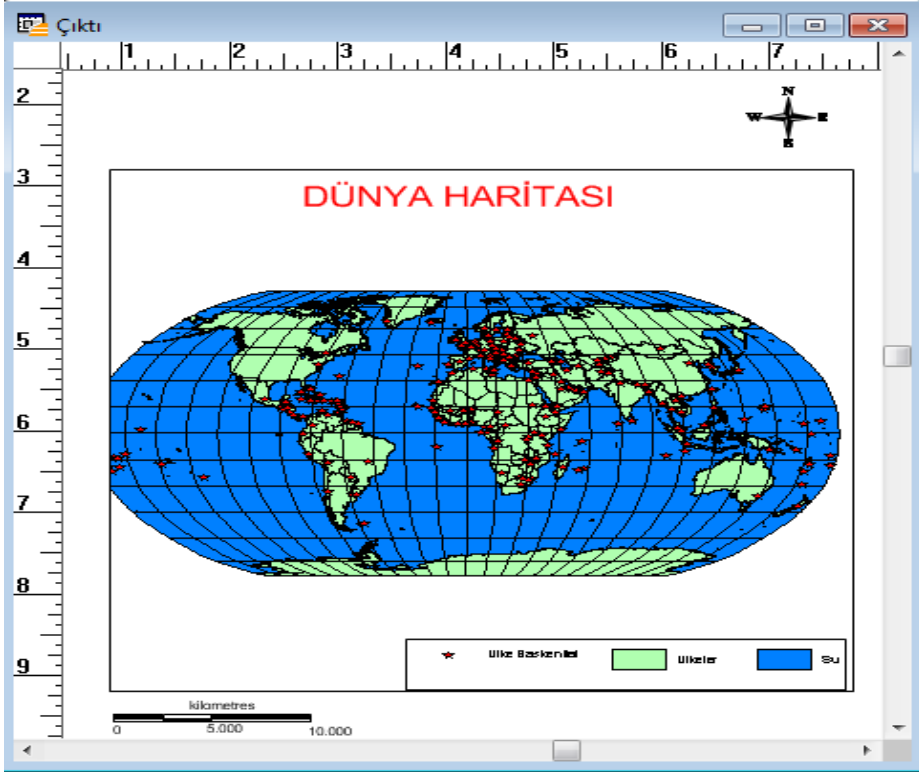 Çıktı
1 2 3 4 5 6 7
2
N
W E
S
3
DÜNYA HARİTASI
4
5
6
7
8
Ulke Baskentleri Ulkeler Su
9
kilometres
0 5.000 10.000